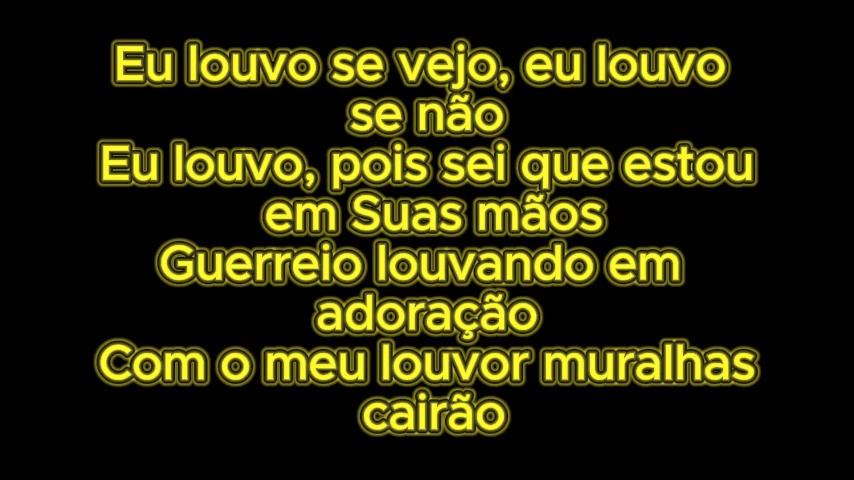 Eu louvo se vejo, eu louvo
se não
Eu louvo, pois sei que estou
em Suas mãos
Guerreio louvando em
adoração
Com o meu louvor muralhas
cairão